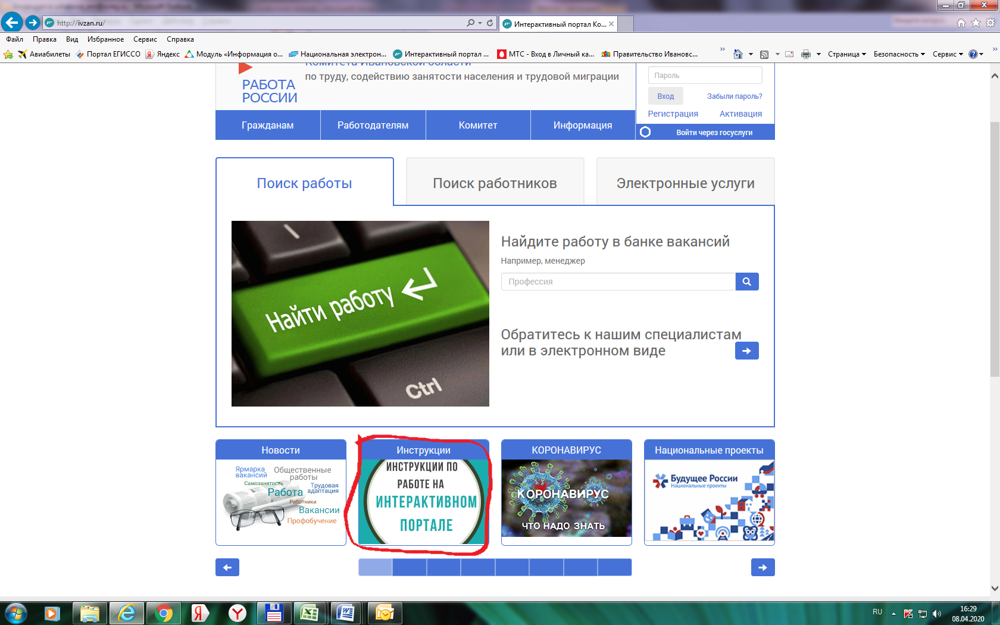 http://ivzan.ru/
Интерактивный портал Ко...
Файл Правка Вид Избранное Сервис Справка
Авиабилеты Портал ЕГИССО Яндекс Модуль «Информация о... Национальная электрон... Интерактивный портал ... МТС - Вход в Личный ка... Правительство Ивановс... Страница Безопасность Сервис
Комитета Ивановской области
по труду, содействию занятости населения и трудовой миграции
РАБОТА
РОССИИ
Пароль
Вход Забыли пароль?
Регистрация Активация
Войти через госуслуги
Гражданам Работодателям Комитет Информация
Поиск работы Поиск работников Электронные услуги
Найти работу
Ctrl
Найдите работу в банке вакансий
Например, менеджер
Профессия
Обратитесь к нашим специалистам
или в электронном виде
Новости
Ярмарка
вакансий
Общественные
работы
Самозанятость
Трудовая
адаптация
Работа
Работники
Вакансии
Профобучение
Инструкции
ИНСТРУКЦИИ ПО
РАБОТЕ НА
ИНТЕРАКТИВНОМ
ПОРТАЛЕ
КОРОНАВИРУС
КОРОНАВИРУС
ЧТО НАДО ЗНАТЬ
Национальные проекты
Будущее России
Национальные проекты
RU
16:29
08.04.2020